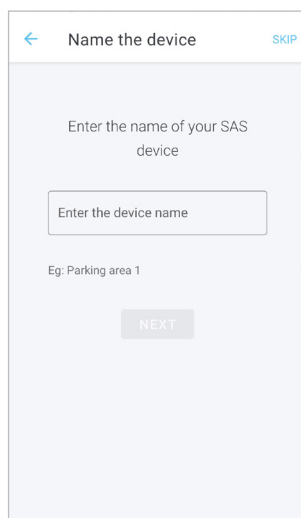 Name the device
SKIP
Enter the name of your SAS
device
Enter the device name
Eg: Parking area 1
NEXT